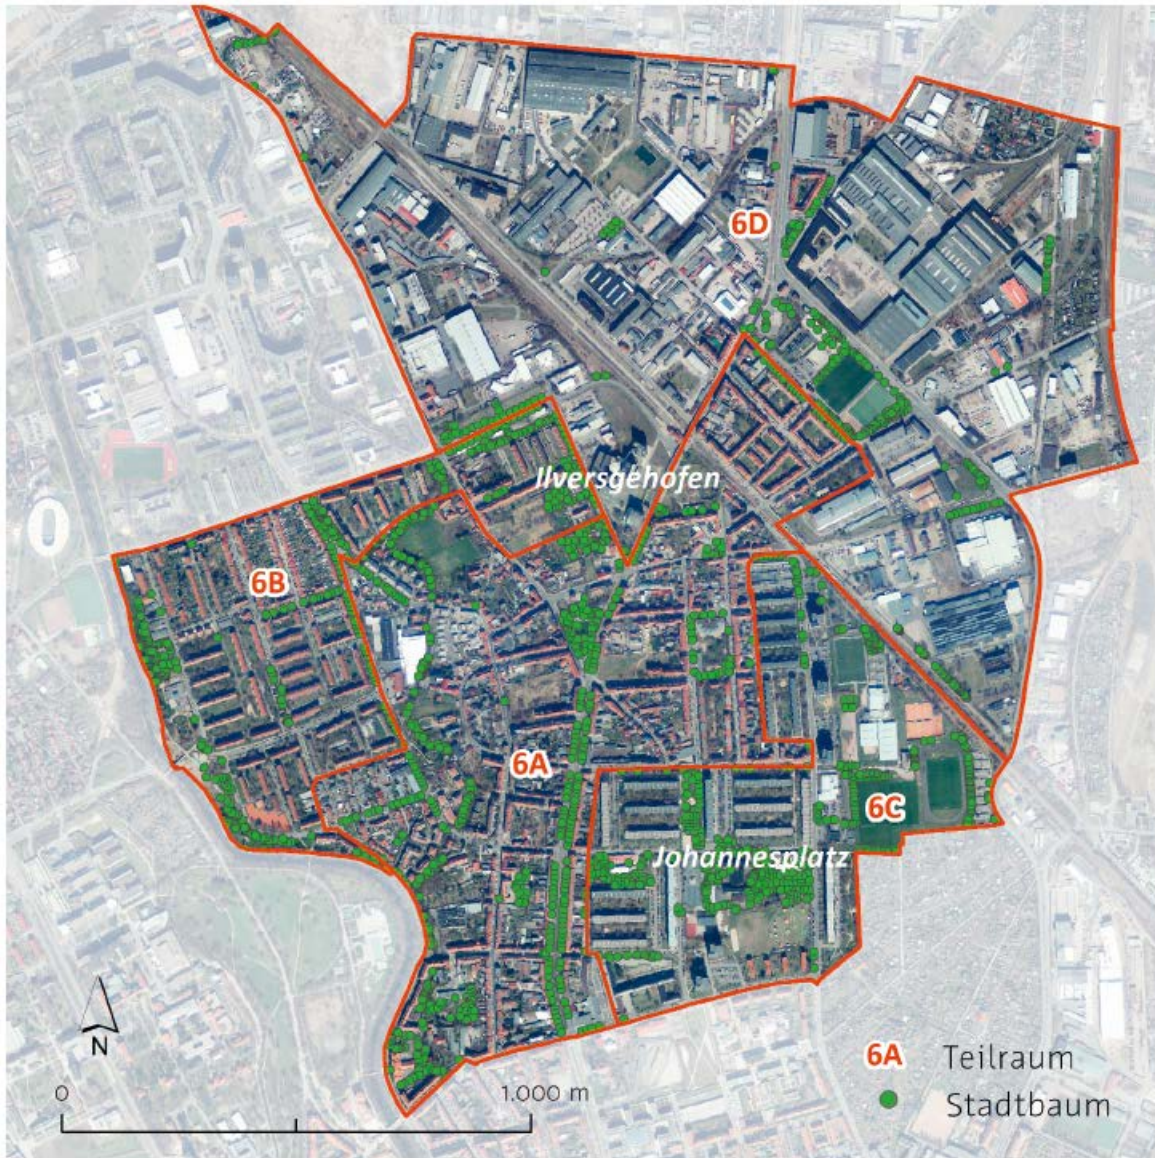 6D
Ilversgehofen
6B
6A
6C
Johannesplatz
N
0
1.000 m
6A Teilraum
Stadtbaum